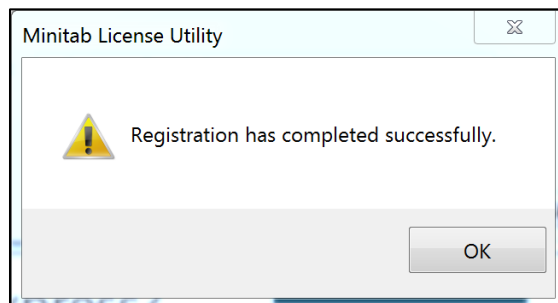 Minitab License Utility
Registration has completed successfully.
OK